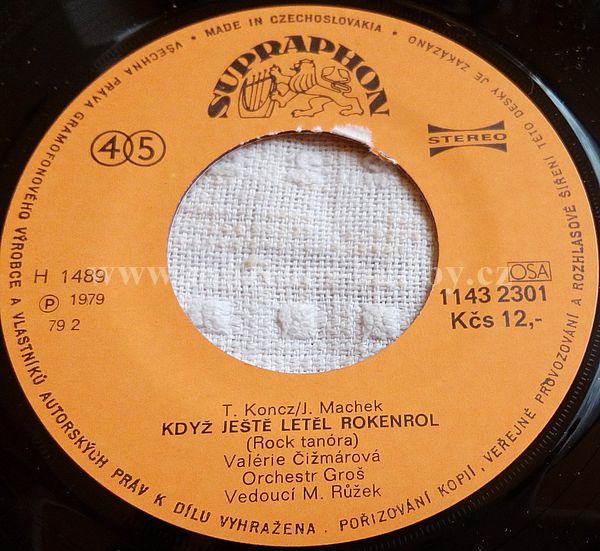 VŠECHNA PRÁVA GRAMOFONOVÉHO VÝROBCE A VLASTNÍKŮ AUTORSKÝCH PRÁV K DÍLU VYHRAŽENA. POŘIZOVÁNÍ KOPIÍ, VEŘEJNÉ PROVOZOVÁNÍ A ROZHLASOVÉ ŠÍŘENÍ TÉTO DESKY JE ZAKÁZÁNO
• MADE IN CZECHOSLOVAKIA •
SUPRAPHON
45
STEREO
H 1489
OSA
Ⓟ 1979
1143 2301
79 2
Kčs 12,-
T. Koncz/J. Machek
KDYŽ JEŠTĚ LETĚL ROKENROL
(Rock tanóra)
Valérie Čižmárová
Orchestr Groš
Vedoucí M. Růžek